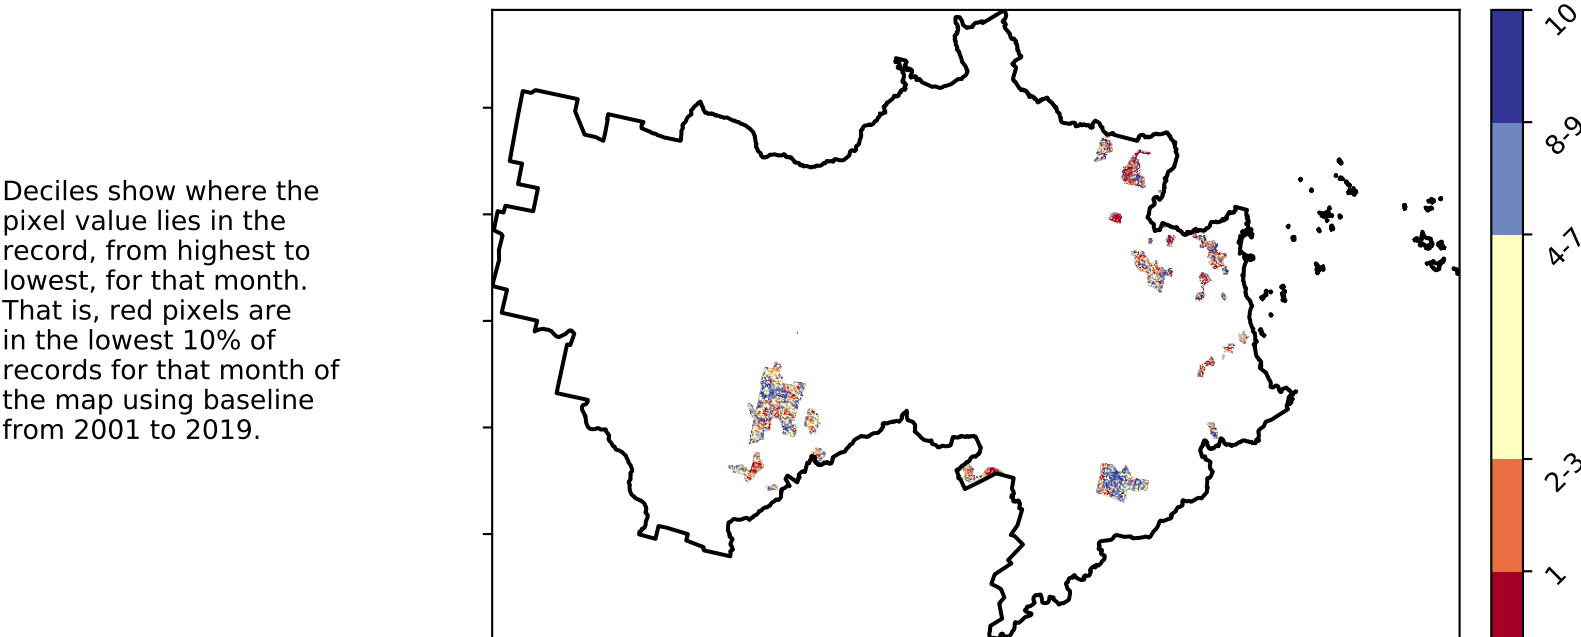 Deciles show where the
pixel value lies in the
record, from highest to
lowest, for that month.
That is, red pixels are
in the lowest 10% of
records for that month of
the map using baseline
from 2001 to 2019.
10
8-9
4-7
2-3
1